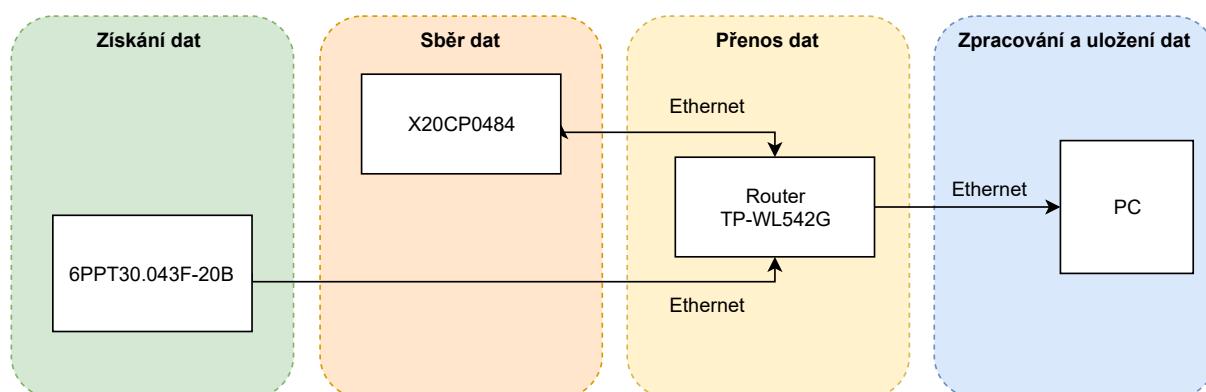 Získání dat
Sběr dat
Přenos dat
Zpracování a uložení dat
X20CP0484
Ethernet
Router
TP-WL542G
Ethernet
PC
6PPT30.043F-20B
Ethernet